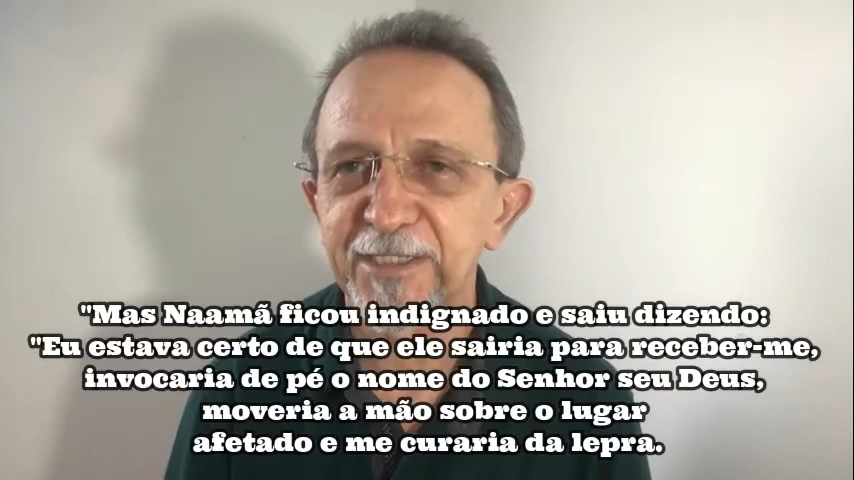 "Mas Naamã ficou indignado e saiu dizendo:
"Eu estava certo de que ele sairia para receber-me,
invocaria de pé o nome do Senhor seu Deus,
moveria a mão sobre o lugar
afetado e me curaria da lepra.